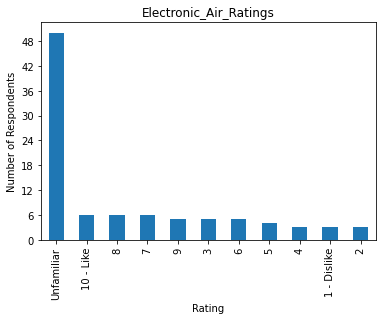 Electronic_Air_Ratings
Number of Respondents
48
42
36
30
24
18
12
6
0
Unfamiliar
10 - Like
8
7
9
3
6
5
4
1 - Dislike
2
Rating